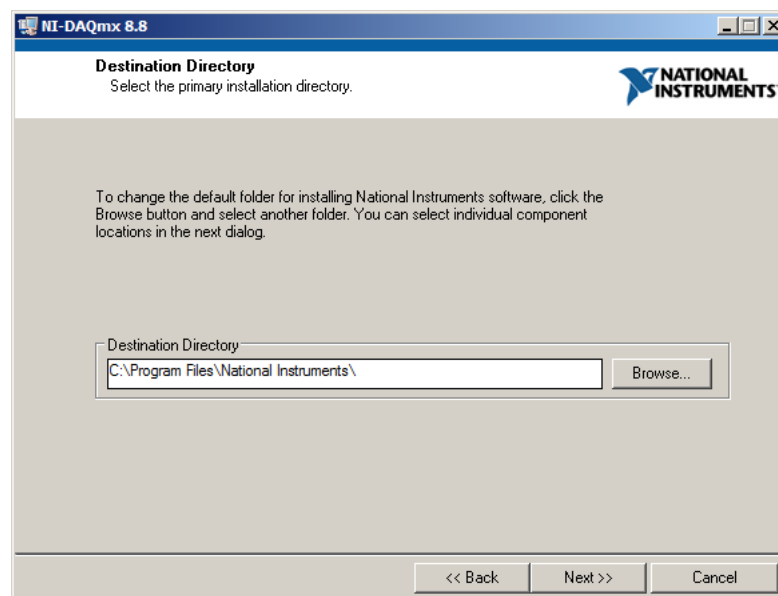 NI-DAQmx 8.8
Destination Directory
Select the primary installation directory.
NATIONAL
INSTRUMENTS
To change the default folder for installing National Instruments software, click the
Browse button and select another folder. You can select individual component
locations in the next dialog.
Destination Directory
C:\Program Files\National Instruments\
Browse...
<< Back
Next >>
Cancel